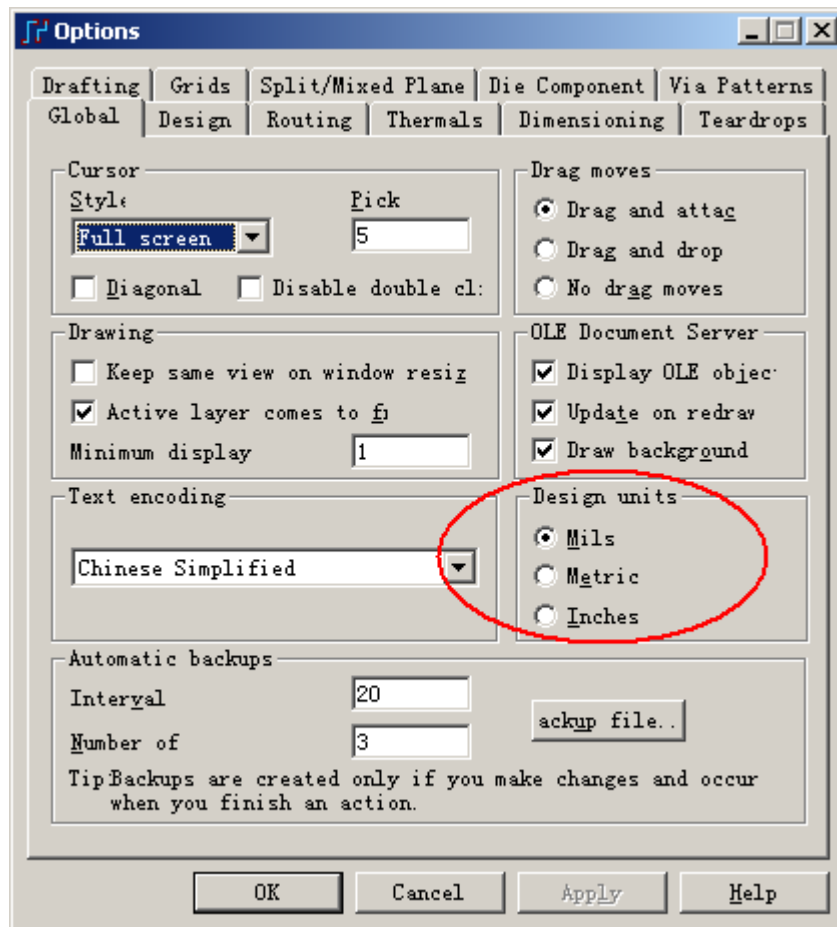 Options
Drafting Grids Split/Mixed Plane Die Component Via Patterns
Global Design Routing Thermals Dimensioning Teardrops
Cursor
Style
Pick
Full screen
5
Diagonal
Disable double cl:
Drag moves
Drag and attac
Drag and drop
No drag moves
Drawing
Keep same view on window resiz
Active layer comes to
Minimum display
1
OLE Document Server
Display OLE objec
Update on redraw
Draw background
Text encoding
Chinese Simplified
Design units
Mils
Metric
Inches
Automatic backups
Interval
20
Number of
3
ackup file..
Tip:Backups are created only if you make changes and occur
when you finish an action.
OK Cancel Apply Help